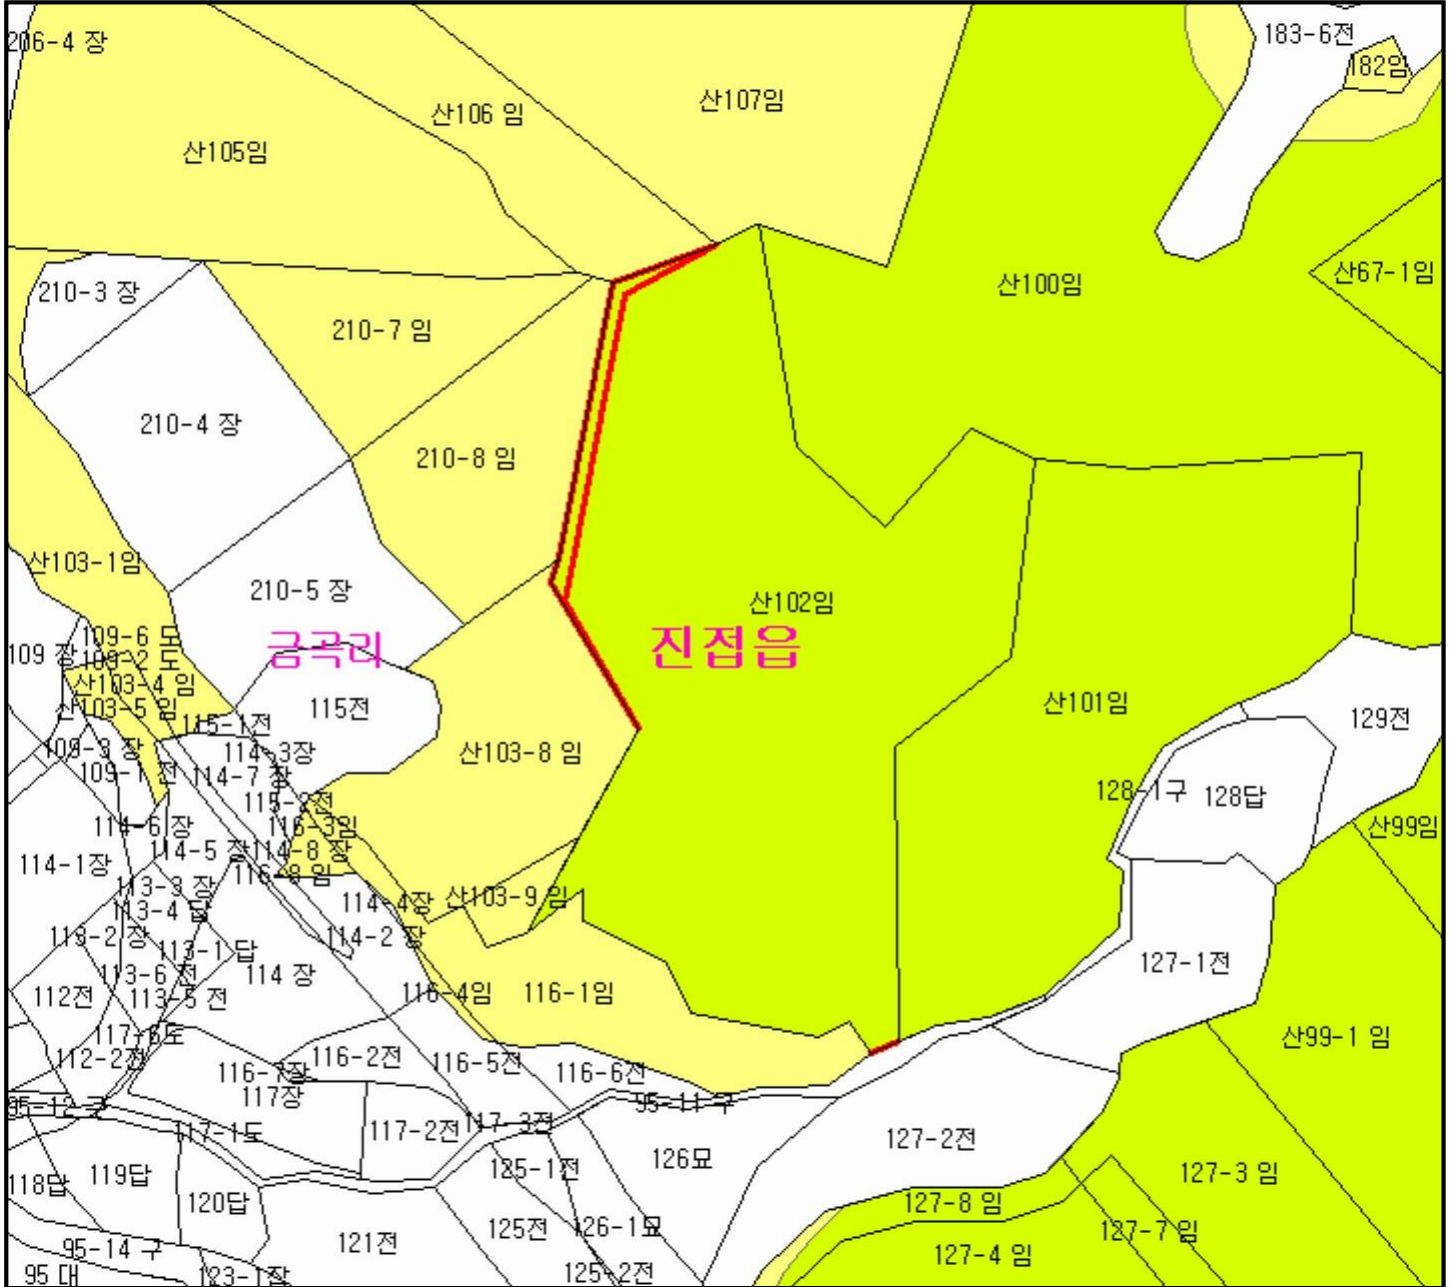 206-4 장
183-6전
182임
산107임
산106 임
산105임
산67-1임
산100임
210-3 장
210-7 임
210-4 장
210-8 임
산103-1임
210-5 장
산102임
109-6 도
금곡리
진접읍
109 장
109-2 도
산103-4 임
산103-5 임
115전
산101임
115-1전
129전
109-3 장
114-3장
산103-8 임
109-1 전
114-7 장
128-1구
128답
115-2전
114-6 장
116-3임
산99임
114-1장
114-5 장
114-8 장
116-8 임
113-3 장
산103-9 임
114-4장
113-4 답
113-2 장
114-2 장
113-1 답
127-1전
113-6 전
114 장
112전
113-5 전
116-4임
116-1임
117-6도
산99-1 임
112-2전
116-2전
116-5전
116-7장
116-6전
117장
95-12 구
95-11 구
117-1도
117-2전
117-3전
127-2전
126묘
119답
125-1전
127-3 임
118답
120답
127-8 임
125전
126-1묘
127-7 임
121전
95-14 구
127-4 임
95 대
123-1장
125-2전